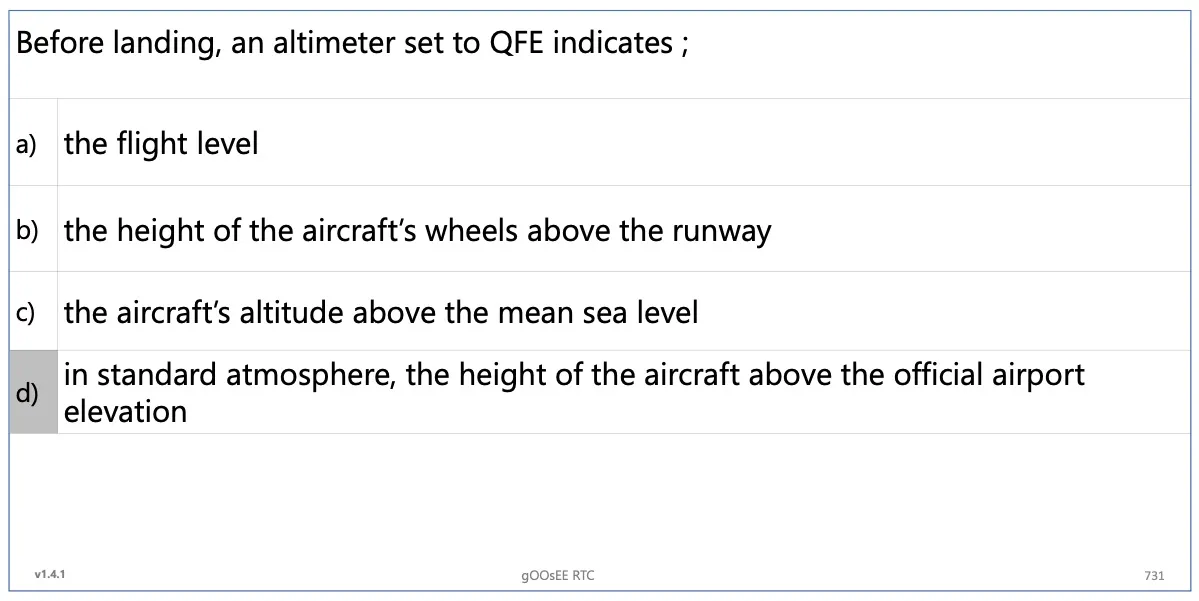 Before landing, an altimeter set to QFE indicates ;
a) the flight level
b) the height of the aircraft’s wheels above the runway
c) the aircraft’s altitude above the mean sea level
d) in standard atmosphere, the height of the aircraft above the official airport
elevation
v1.4.1 gOOsEE RTC 731